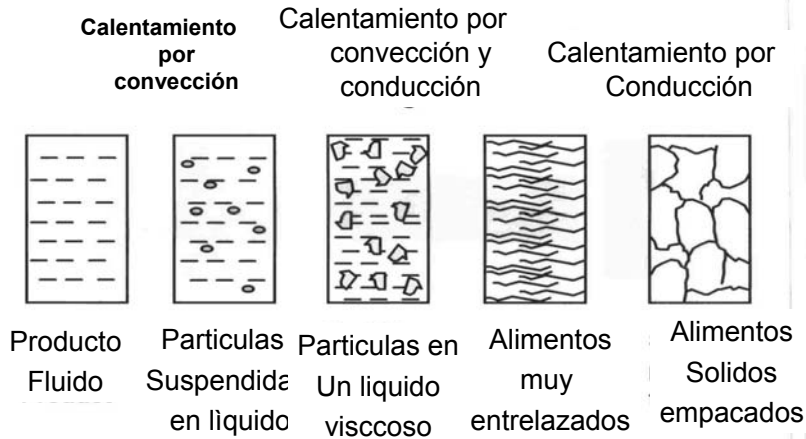 Calentamiento
por
convección
Calentamiento por
convección y
conducción
Calentamiento por
Conducción
Producto
Fluido
Particulas
Suspendida
en lìquido
Particulas en
Un liquido
visccoso
Alimentos
muy
entrelazados
Alimentos
Solidos
empacados